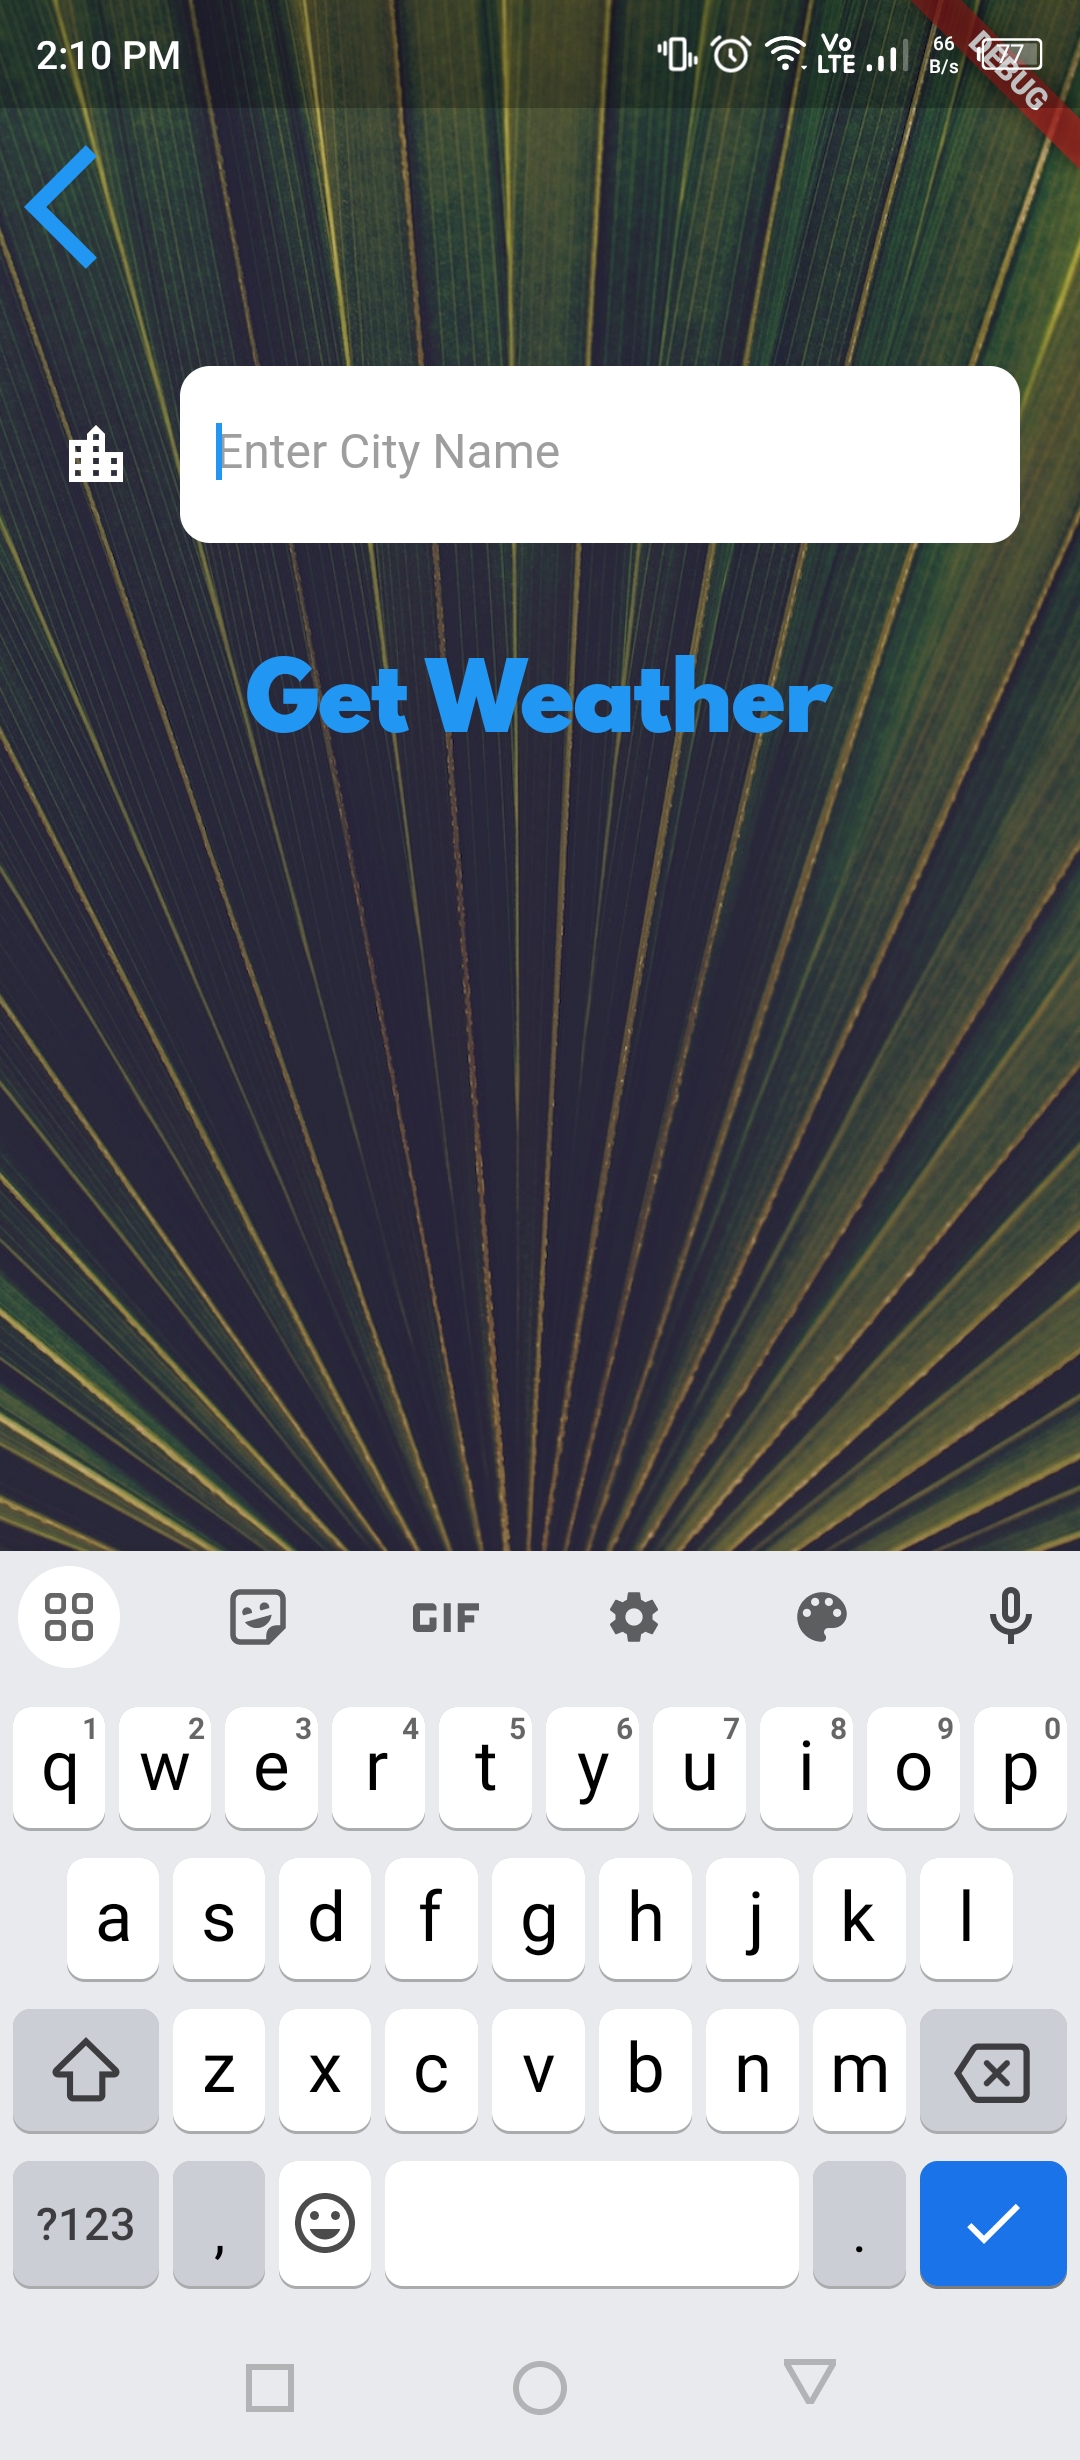 2:10 PM
Vo
LTE
66
B/s
77
DEBUG
Enter City Name
Get Weather
GIF
1 2 3 4 5 6 7 8 9 0
q w e r t y u i o p
a s d f g h j k l
z x c v b n m
?123 , .